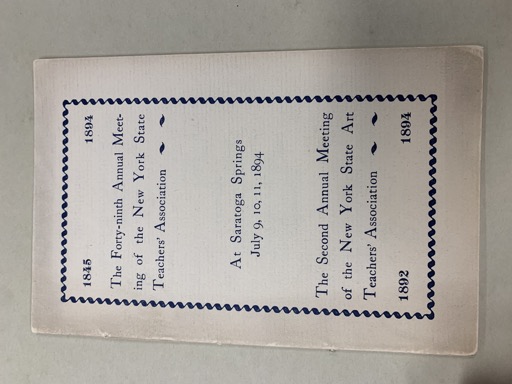 1845 1894
The Forty-ninth Annual Meet-
ing of the New York State
Teachers' Association
At Saratoga Springs
July 9, 10, 11, 1894
The Second Annual Meeting
of the New York State Art
Teachers' Association
1892 1894